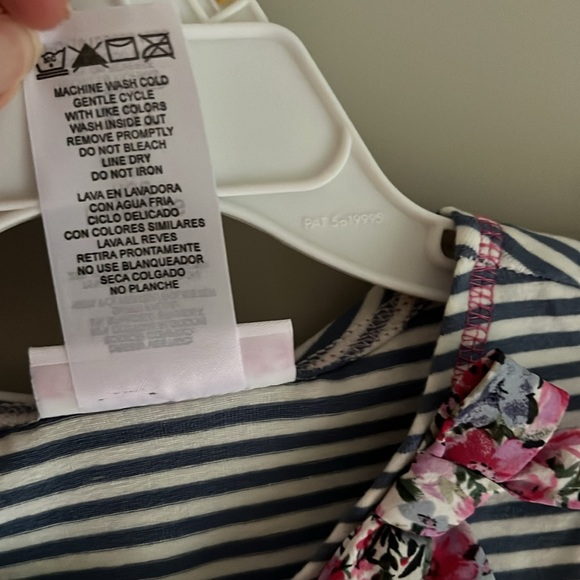 MACHINE WASH COLD
GENTLE CYCLE
WITH LIKE COLORS
WASH INSIDE OUT
REMOVE PROMPTLY
DO NOT BLEACH
LINE DRY
DO NOT IRON
LAVA EN LAVADORA
CON AGUA FRIA
CICLO DELICADO
CON COLORES SIMILARES
LAVA AL REVES
RETIRA PRONTAMENTE
NO USE BLANQUEADOR
SECA COLGADO
NO PLANCHE
PAT 5619995